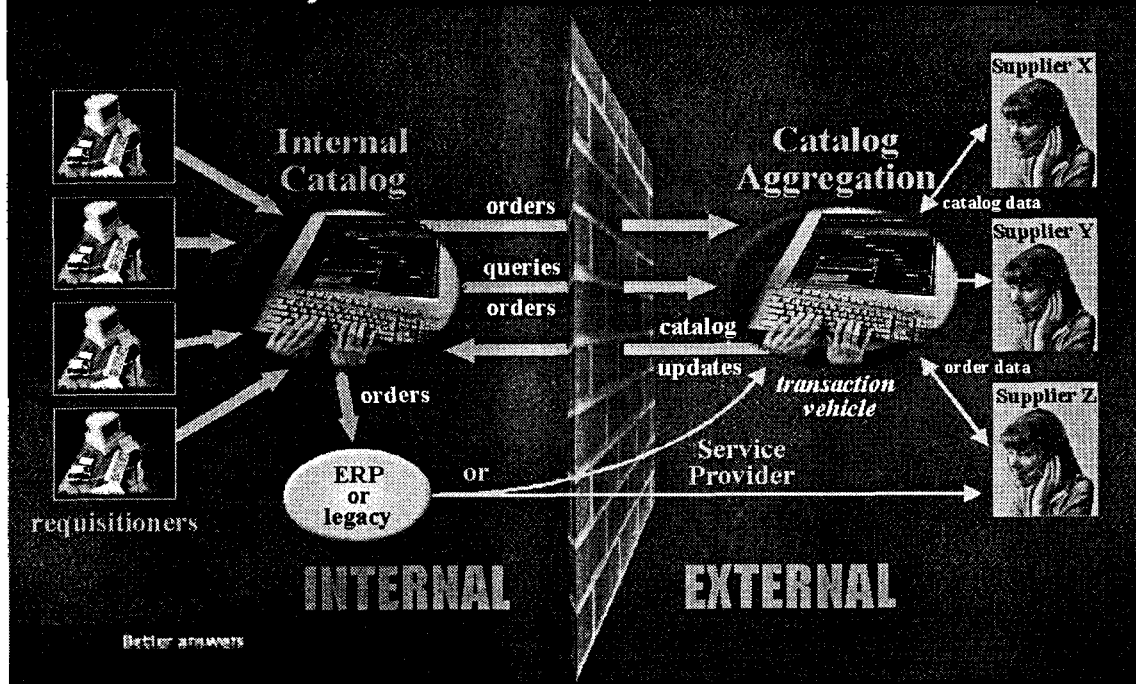 Supplier X
Internal
Catalog
Catalog
Aggregation
orders
catalog data
Supplier Y
queries
orders
catalog
updates
order data
transaction
vehicle
orders
Supplier Z
Service
Provider
or
ERP
or
legacy
requisitioners
INTERNAL
EXTERNAL
Better answers